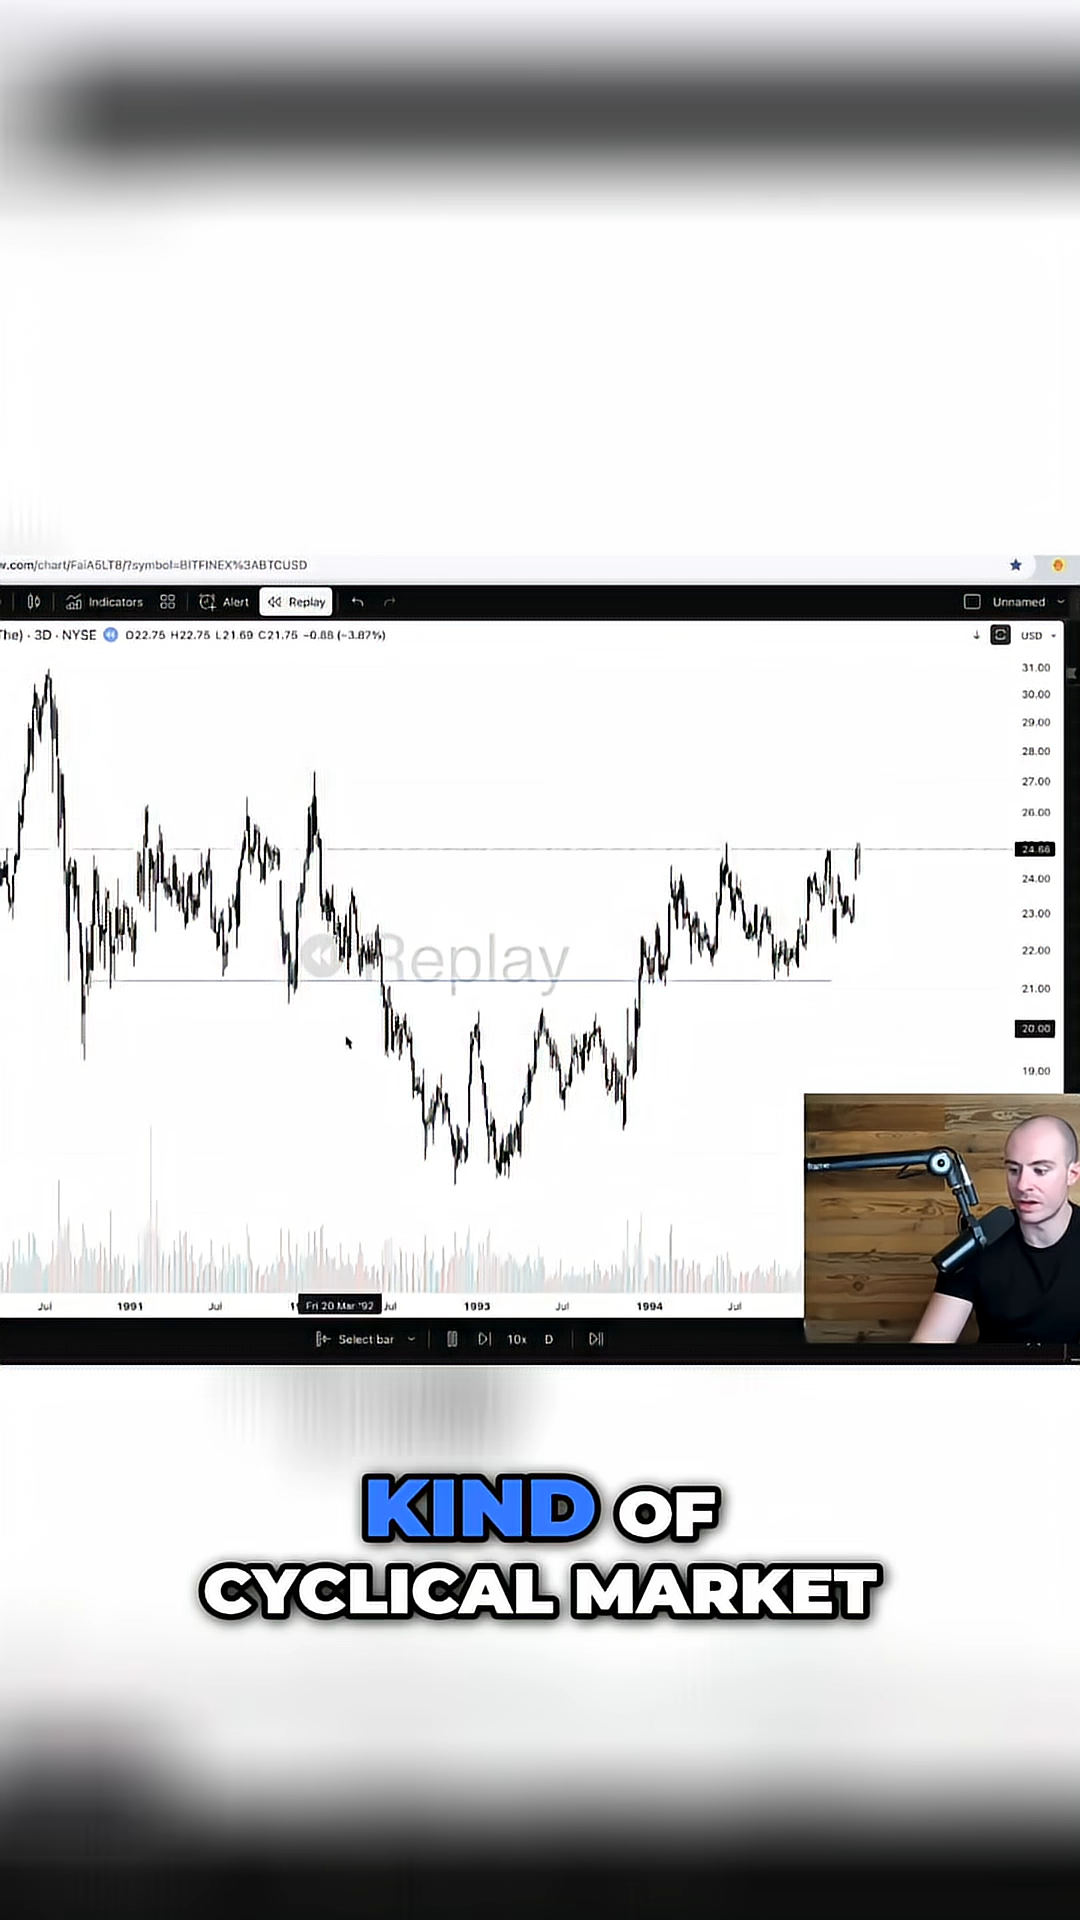 w.com/chart/FaiA5LT8/?symbol=BITFINEX%3ABTCUSD
Indicators Alert Replay Unnamed
The) · 3D · NYSE O22.75 H22.75 L21.69 C21.75 −0.88 (−3.87%) USD
31.00
30.00
29.00
28.00
27.00
26.00
24.66
24.00
23.00
Replay
22.00
21.00
20.00
19.00
Jul 1991 Jul Fri 20 Mar '92 Jul 1993 Jul 1994 Jul
Select bar 10x D
KIND OF
CYCLICAL MARKET